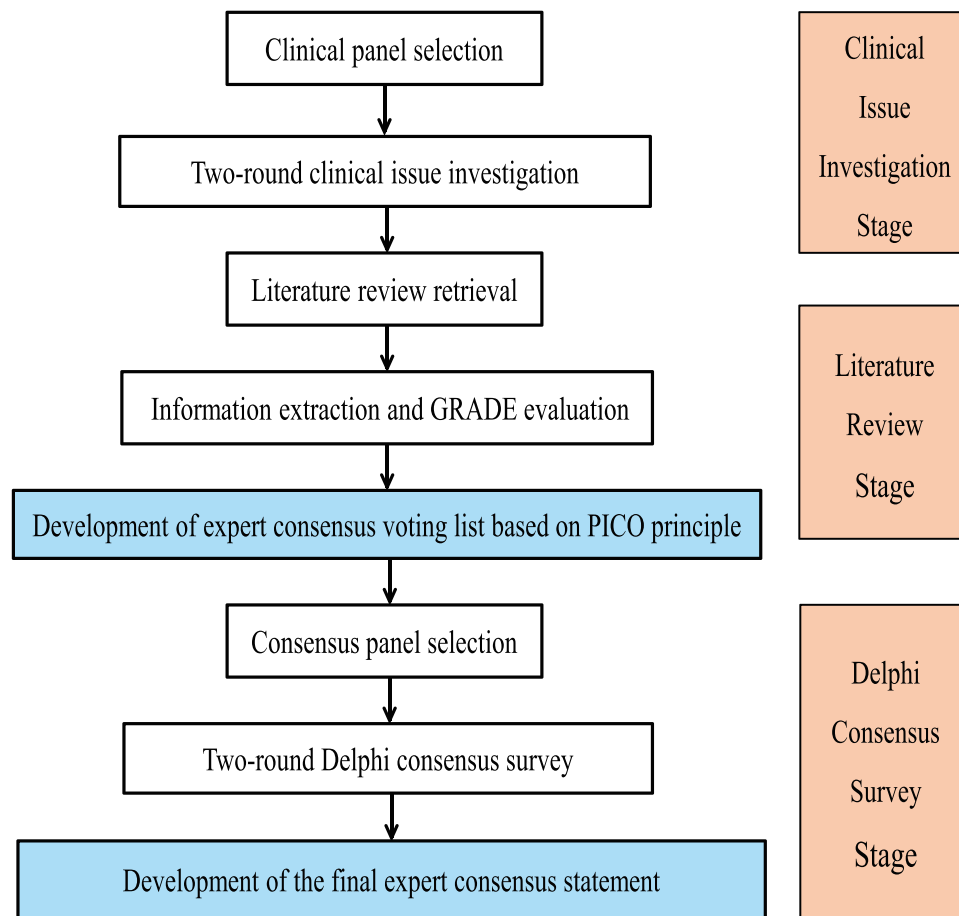 Clinical panel selection
Two-round clinical issue investigation
Literature review retrieval
Information extraction and GRADE evaluation
Development of expert consensus voting list based on PICO principle
Consensus panel selection
Two-round Delphi consensus survey
Development of the final expert consensus statement
Clinical
Issue
Investigation
Stage
Literature
Review
Stage
Delphi
Consensus
Survey
Stage